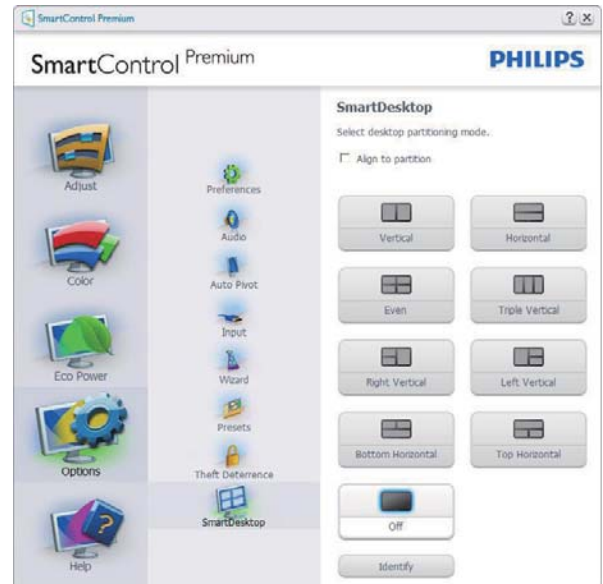 SmartControl Premium
? x
SmartControl Premium
PHILIPS
Adjust
Color
Eco Power
Options
Help
Preferences
Audio
Auto Pivot
Input
Wizard
Presets
Theft Deterrence
SmartDesktop
SmartDesktop
Select desktop partitioning mode.
Align to partition
Vertical
Horizontal
Even
Triple Vertical
Right Vertical
Left Vertical
Bottom Horizontal
Top Horizontal
Off
Identify